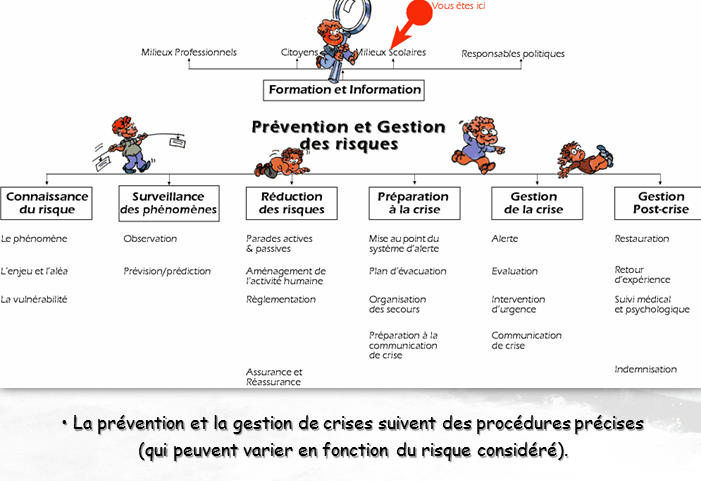 Vous êtes ici
Milieux Professionnels
Citoyens
Milieux Scolaires
Responsables politiques
Formation et Information
Prévention et Gestion
des risques
Connaissance
du risque
Le phénomène
L'enjeu et l'aléa
La vulnérabilité
Surveillance
des phénomènes
Observation
Prévision/prédiction
Réduction
des risques
Parades actives
& passives
Aménagement de
l'activité humaine
Règlementation
Assurance et
Réassurance
Préparation
à la crise
Mise au point du
système d'alerte
Plan d'évacuation
Organisation
des secours
Préparation à la
communication
de crise
Gestion
de la crise
Alerte
Evaluation
Intervention
d'urgence
Communication
de crise
Gestion
Post-crise
Restauration
Retour
d'expérience
Suivi médical
et psychologique
Indemnisation
• La prévention et la gestion de crises suivent des procédures précises
(qui peuvent varier en fonction du risque considéré).